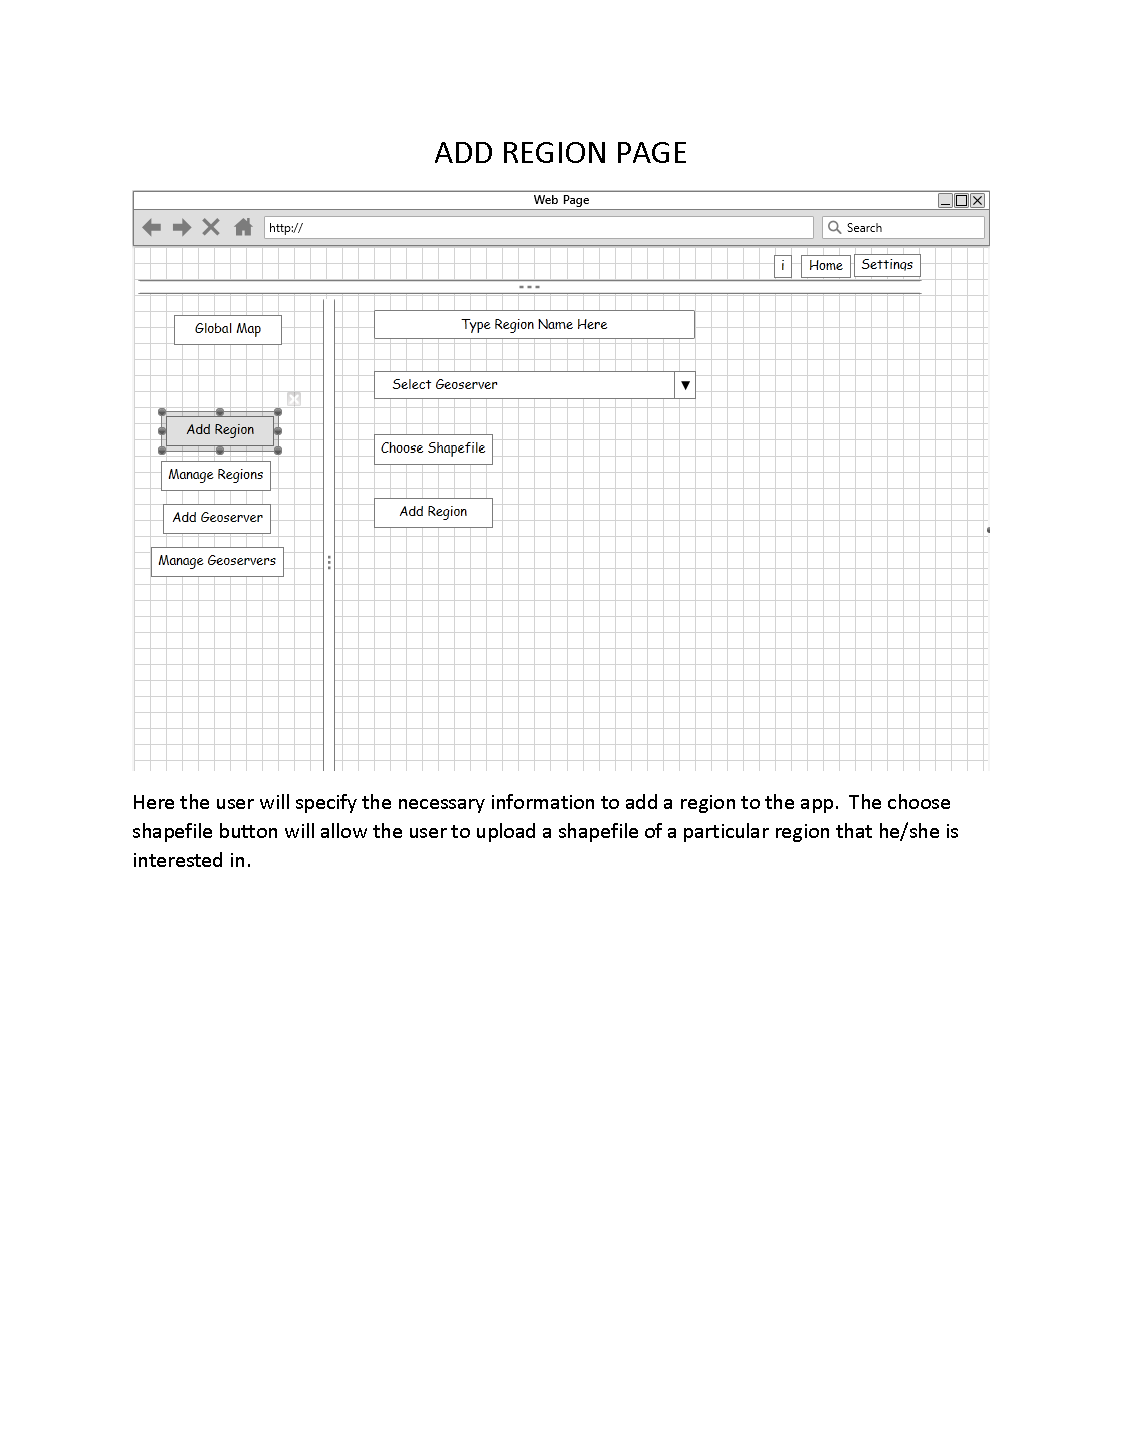 ADD REGION PAGE
Web Page
http://
Search
i
Home
Settings
Global Map
Add Region
Manage Regions
Add Geoserver
Manage Geoservers
Type Region Name Here
Select Geoserver
Choose Shapefile
Add Region
Here the user will specify the necessary information to add a region to the app.  The choose
shapefile button will allow the user to upload a shapefile of a particular region that he/she is
interested in.